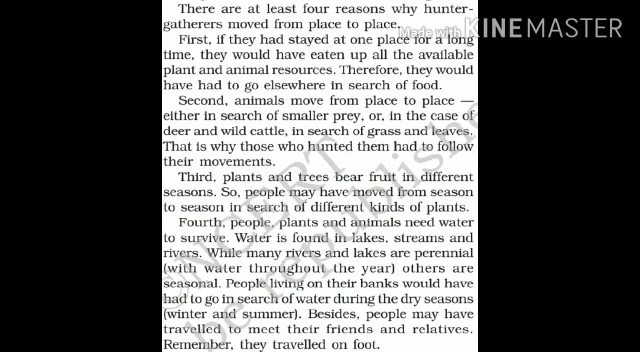 There are at least four reasons why hunter-
gatherers moved from place to place.
Made with KINEMASTER
First, if they had stayed at one place for a long
time, they would have eaten up all the available
plant and animal resources. Therefore, they would
have had to go elsewhere in search of food.
Second, animals move from place to place —
either in search of smaller prey, or, in the case of
deer and wild cattle, in search of grass and leaves.
That is why those who hunted them had to follow
their movements.
Third, plants and trees bear fruit in different
seasons. So, people may have moved from season
to season in search of different kinds of plants.
Fourth, people, plants and animals need water
to survive. Water is found in lakes, streams and
rivers. While many rivers and lakes are perennial
(with water throughout the year) others are
seasonal. People living on their banks would have
had to go in search of water during the dry seasons
(winter and summer). Besides, people may have
travelled to meet their friends and relatives.
Remember, they travelled on foot.
NCERT
be republishe